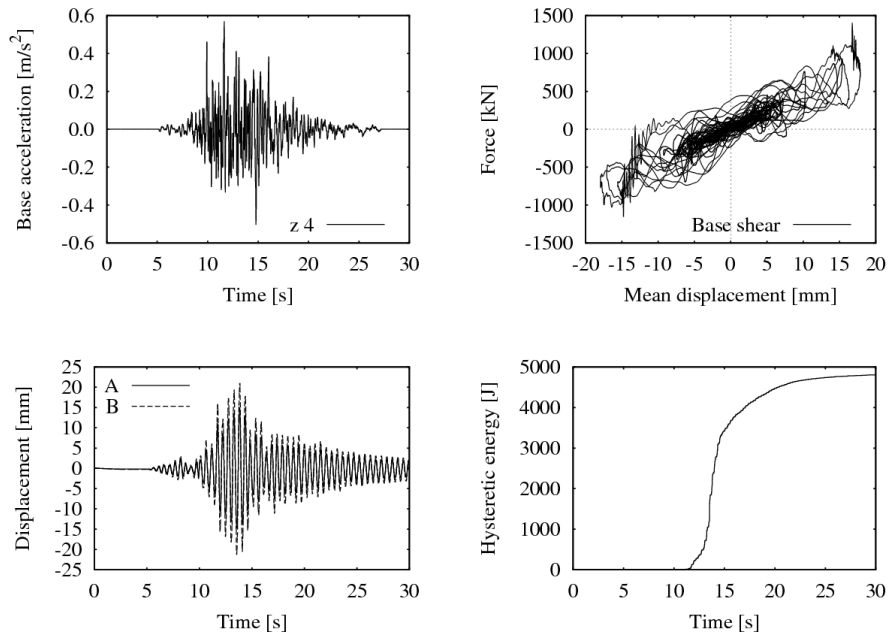 0.6
0.4
0.2
0.0
-0.2
-0.4
-0.6
Base acceleration [m/s²]
z 4
0 5 10 15 20 25 30
Time [s]
1500
1000
500
0
-500
-1000
-1500
Force [kN]
Base shear
-20 -15 -10 -5 0 5 10 15 20
Mean displacement [mm]
25
20
15
10
5
0
-5
-10
-15
-20
-25
Displacement [mm]
A
B
0 5 10 15 20 25 30
Time [s]
5000
4000
3000
2000
1000
0
Hysteretic energy [J]
0 5 10 15 20 25 30
Time [s]